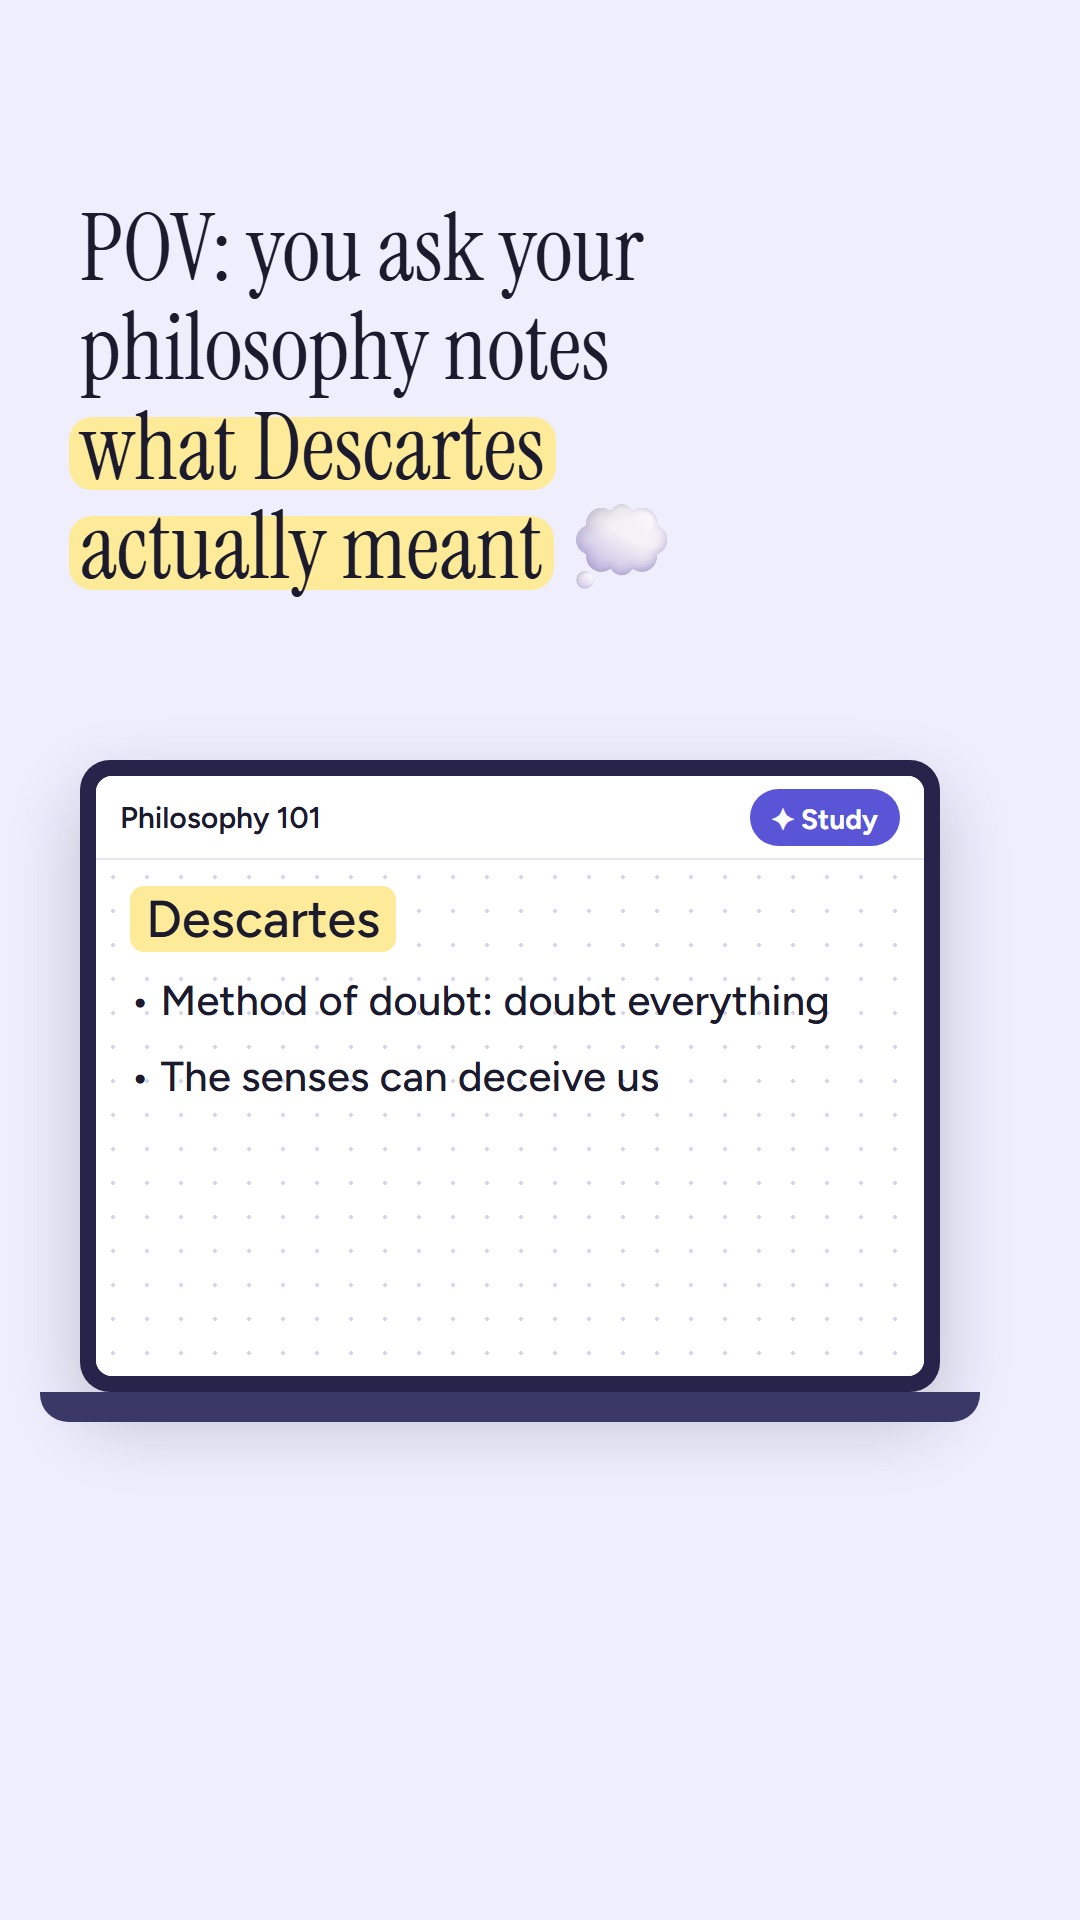 POV: you ask your
philosophy notes
what Descartes
actually meant 💭
Philosophy 101
✦ Study
Descartes
• Method of doubt: doubt everything
• The senses can deceive us